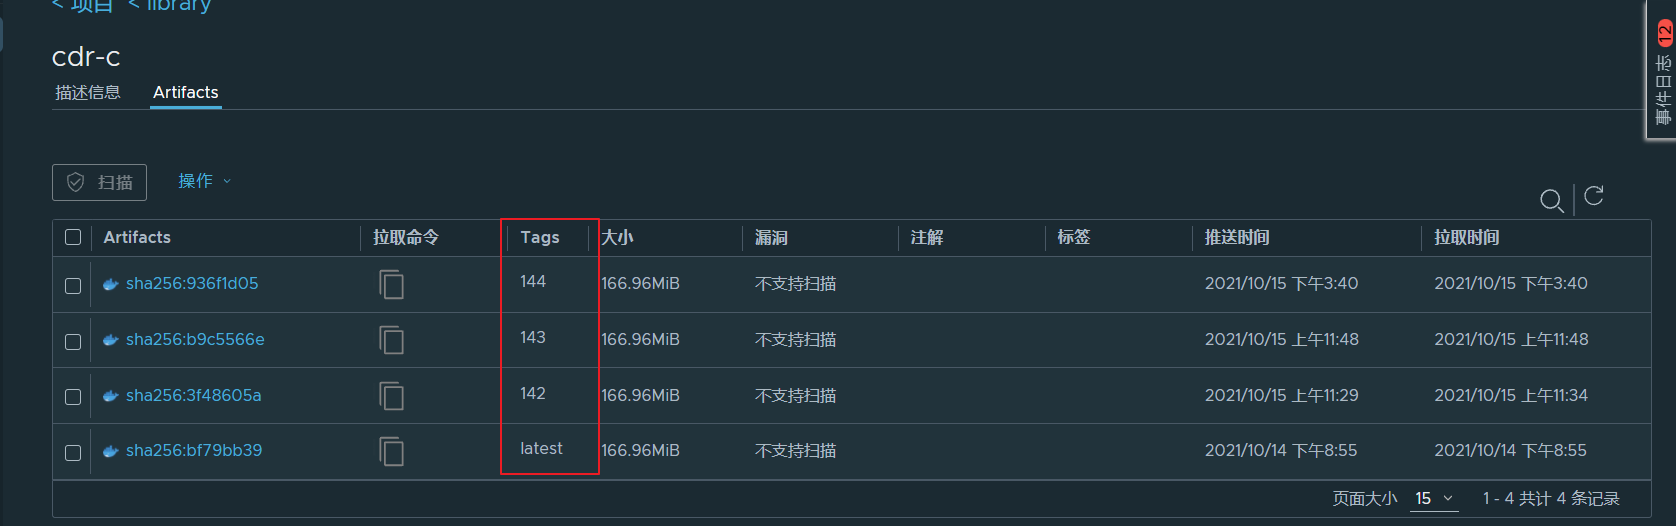 < 项目 < library
cdr-c
描述信息 Artifacts
事件日志 12
扫描 操作
Artifacts 拉取命令 Tags 大小 漏洞 注解 标签 推送时间 拉取时间
sha256:936f1d05 144 166.96MiB 不支持扫描 2021/10/15 下午3:40 2021/10/15 下午3:40
sha256:b9c5566e 143 166.96MiB 不支持扫描 2021/10/15 上午11:48 2021/10/15 上午11:48
sha256:3f48605a 142 166.96MiB 不支持扫描 2021/10/15 上午11:29 2021/10/15 上午11:34
sha256:bf79bb39 latest 166.96MiB 不支持扫描 2021/10/14 下午8:55 2021/10/14 下午8:55
页面大小 15 1 - 4 共计 4 条记录